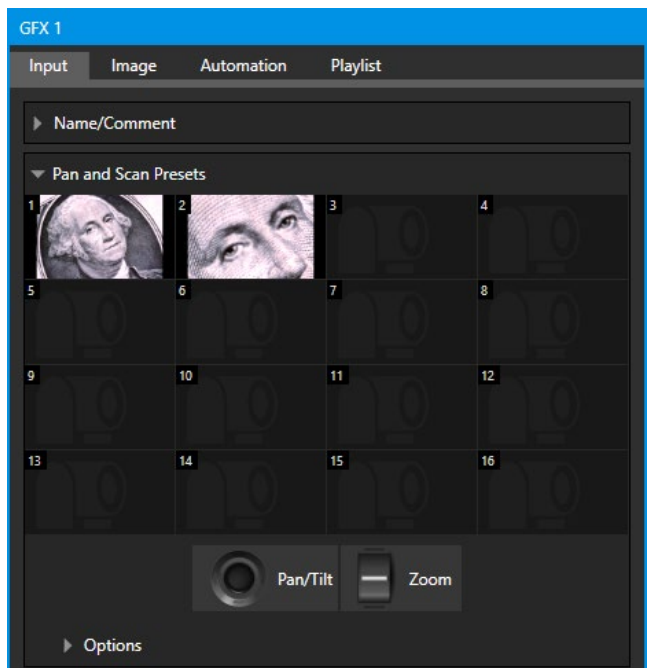 GFX 1
Input Image Automation Playlist
Name/Comment
Pan and Scan Presets
1 2 3 4
5 6 7 8
9 10 11 12
13 14 15 16
Pan/Tilt Zoom
Options